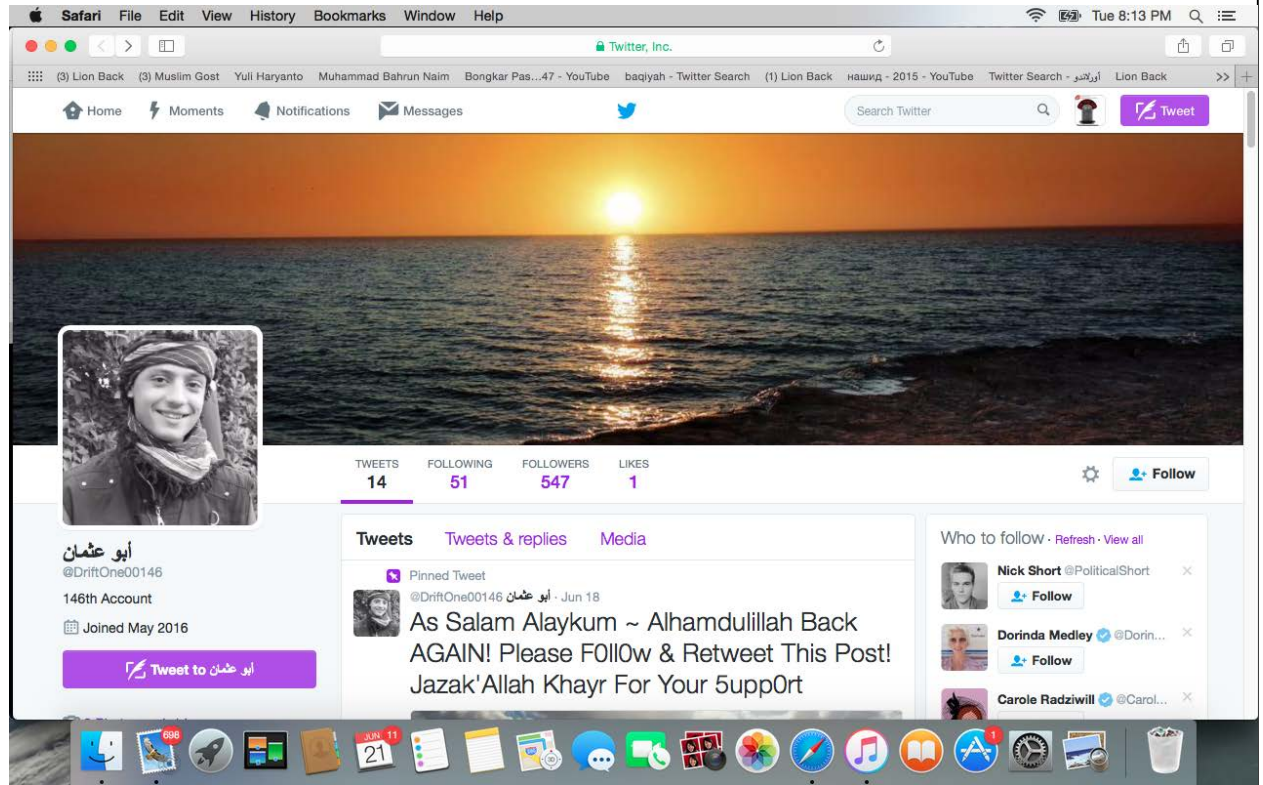 Safari File Edit View History Bookmarks Window Help Tue 8:13 PM
Twitter, Inc.
(3) Lion Back (3) Muslim Gost Yuli Haryanto Muhammad Bahrun Naim Bongkar Pas...47 - YouTube baqiyah - Twitter Search (1) Lion Back нашид - 2015 - YouTube Twitter Search - أورلاندو Lion Back >>
Home Moments Notifications Messages Search Twitter Tweet
TWEETS FOLLOWING FOLLOWERS LIKES
14 51 547 1
Follow
أبو عثمان
@DriftOne00146
146th Account
Joined May 2016
Tweet to أبو عثمان
Tweets Tweets & replies Media
Pinned Tweet
@DriftOne00146 أبو عثمان · Jun 18
As Salam Alaykum ~ Alhamdulillah Back
AGAIN! Please F0ll0w & Retweet This Post!
Jazak'Allah Khayr For Your 5upp0rt
Who to follow · Refresh · View all
Nick Short @PoliticalShort
Follow
Dorinda Medley @Dorin...
Follow
Carole Radziwill @Carol...
698
JUN 11
21
1